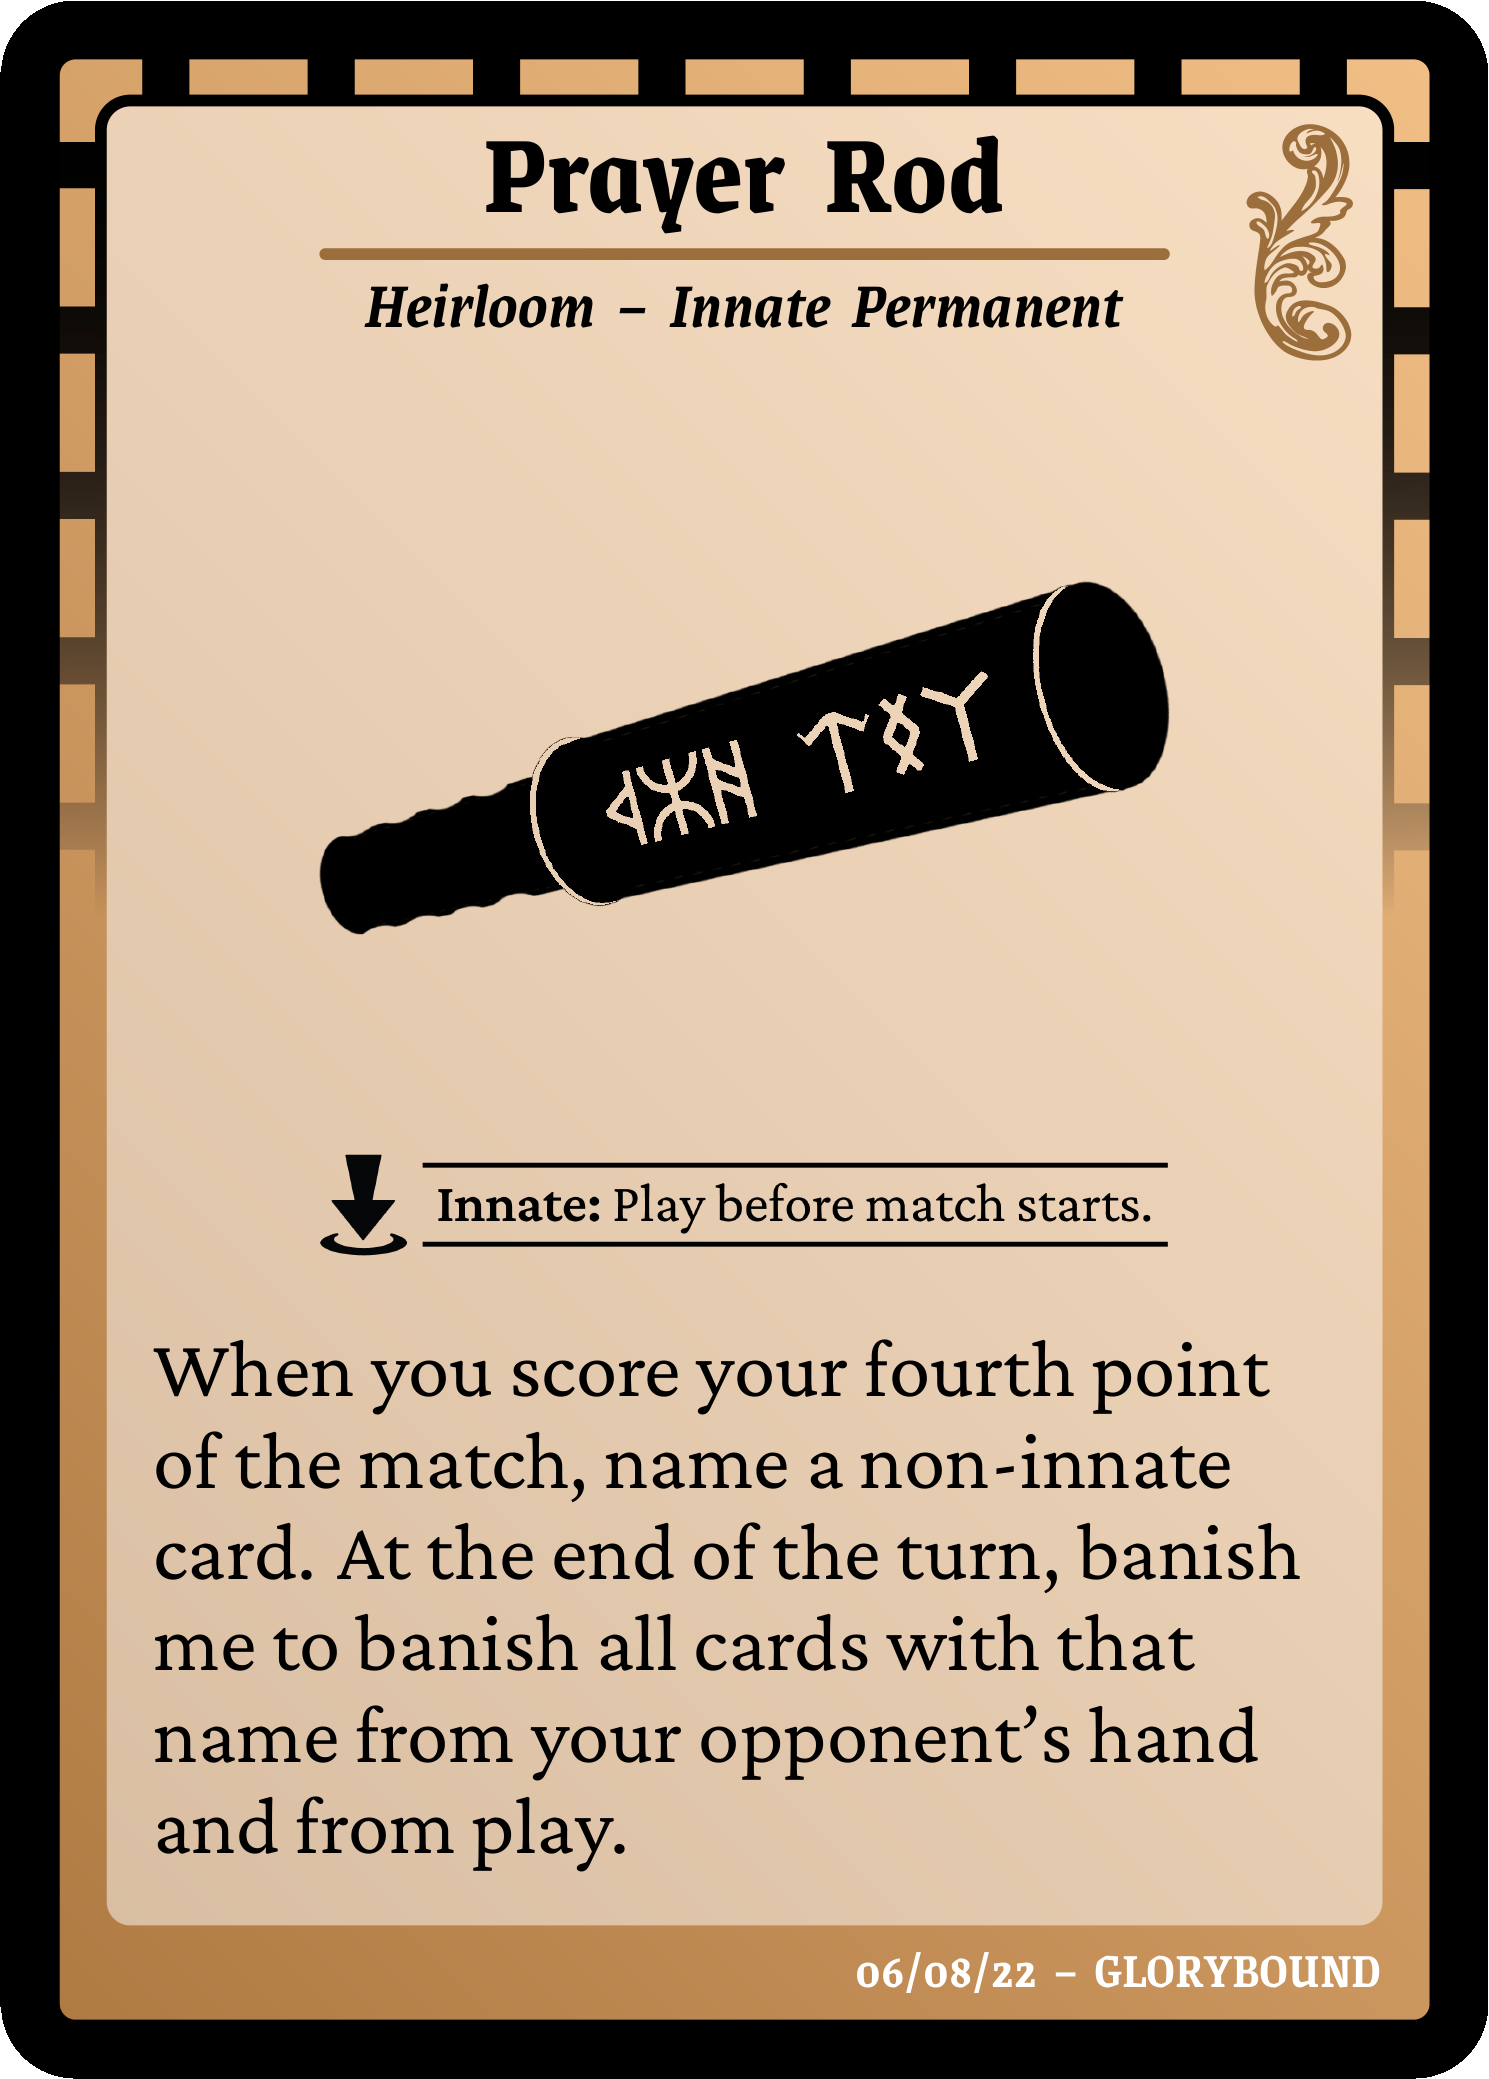 Prayer Rod
Heirloom – Innate Permanent
Innate: Play before match starts.
When you score your fourth point
of the match, name a non-innate
card. At the end of the turn, banish
me to banish all cards with that
name from your opponent’s hand
and from play.
06/08/22 – GLORYBOUND